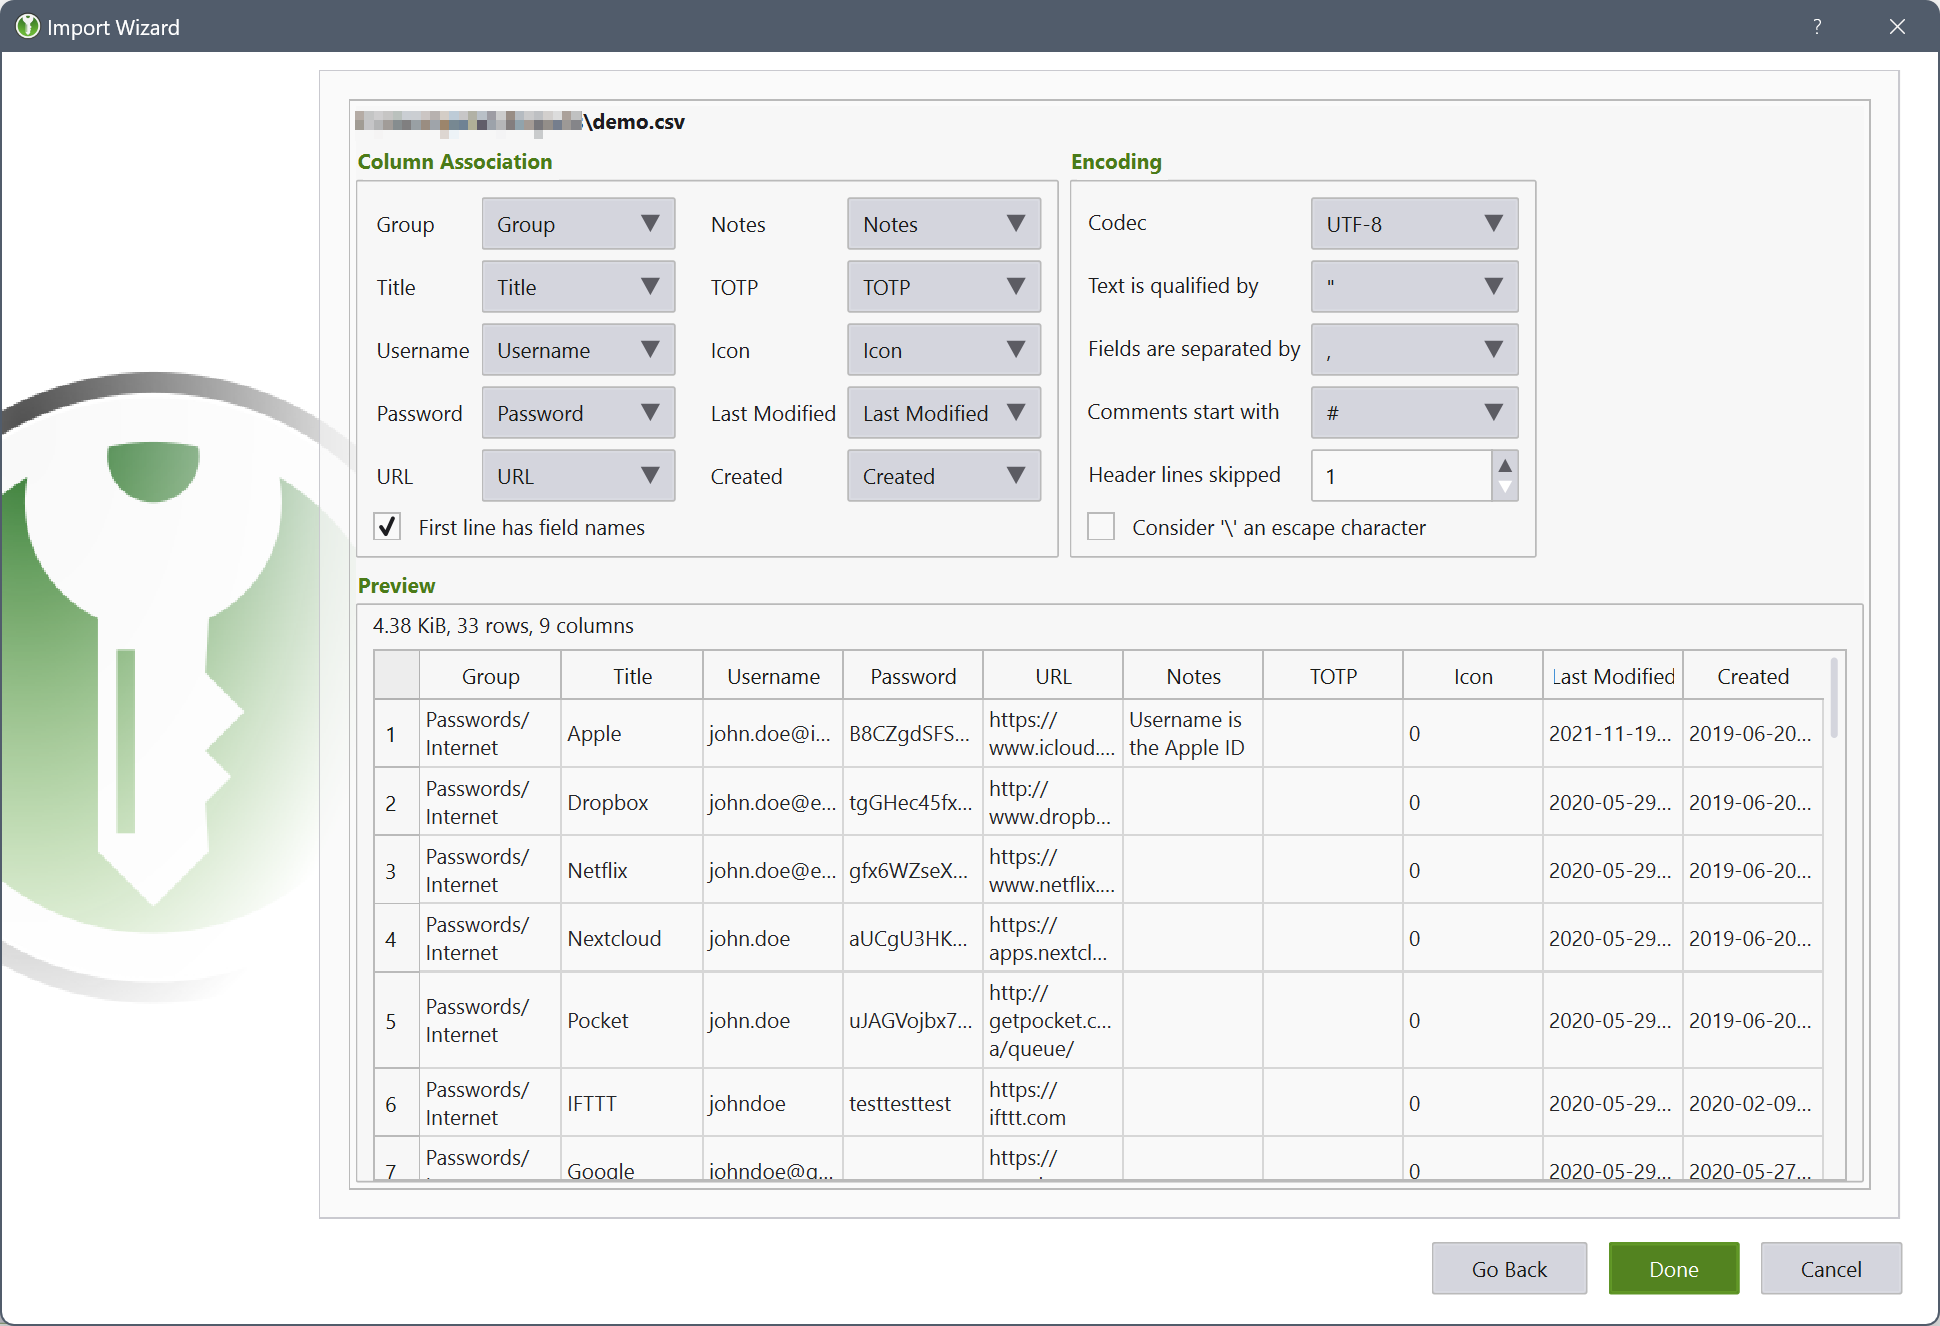 Import Wizard ?
\demo.csv
Column Association
Encoding
Group Group Notes Notes
Title Title TOTP TOTP
Username Username Icon Icon
Password Password Last Modified Last Modified
URL URL Created Created
First line has field names
Codec UTF-8
Text is qualified by "
Fields are separated by ,
Comments start with #
Header lines skipped 1
Consider '\' an escape character
Preview
4.38 KiB, 33 rows, 9 columns
Group Title Username Password URL Notes TOTP Icon Last Modified Created
1 Passwords/ Internet Apple john.doe@i... B8CZgdSFS... https:// www.icloud.... Username is the Apple ID 0 2021-11-19... 2019-06-20...
2 Passwords/ Internet Dropbox john.doe@e... tgGHec45fx... http:// www.dropb... 0 2020-05-29... 2019-06-20...
3 Passwords/ Internet Netflix john.doe@e... gfx6WZseX... https:// www.netflix.... 0 2020-05-29... 2019-06-20...
4 Passwords/ Internet Nextcloud john.doe aUCgU3HK... https:// apps.nextcl... 0 2020-05-29... 2019-06-20...
5 Passwords/ Internet Pocket john.doe uJAGVojbx7... http:// getpocket.c... a/queue/ 0 2020-05-29... 2019-06-20...
6 Passwords/ Internet IFTTT johndoe testtesttest https:// ifttt.com 0 2020-05-29... 2020-02-09...
7 Passwords/ Google johndoe@g... https:// 0 2020-05-29... 2020-05-27...
Go Back Done Cancel